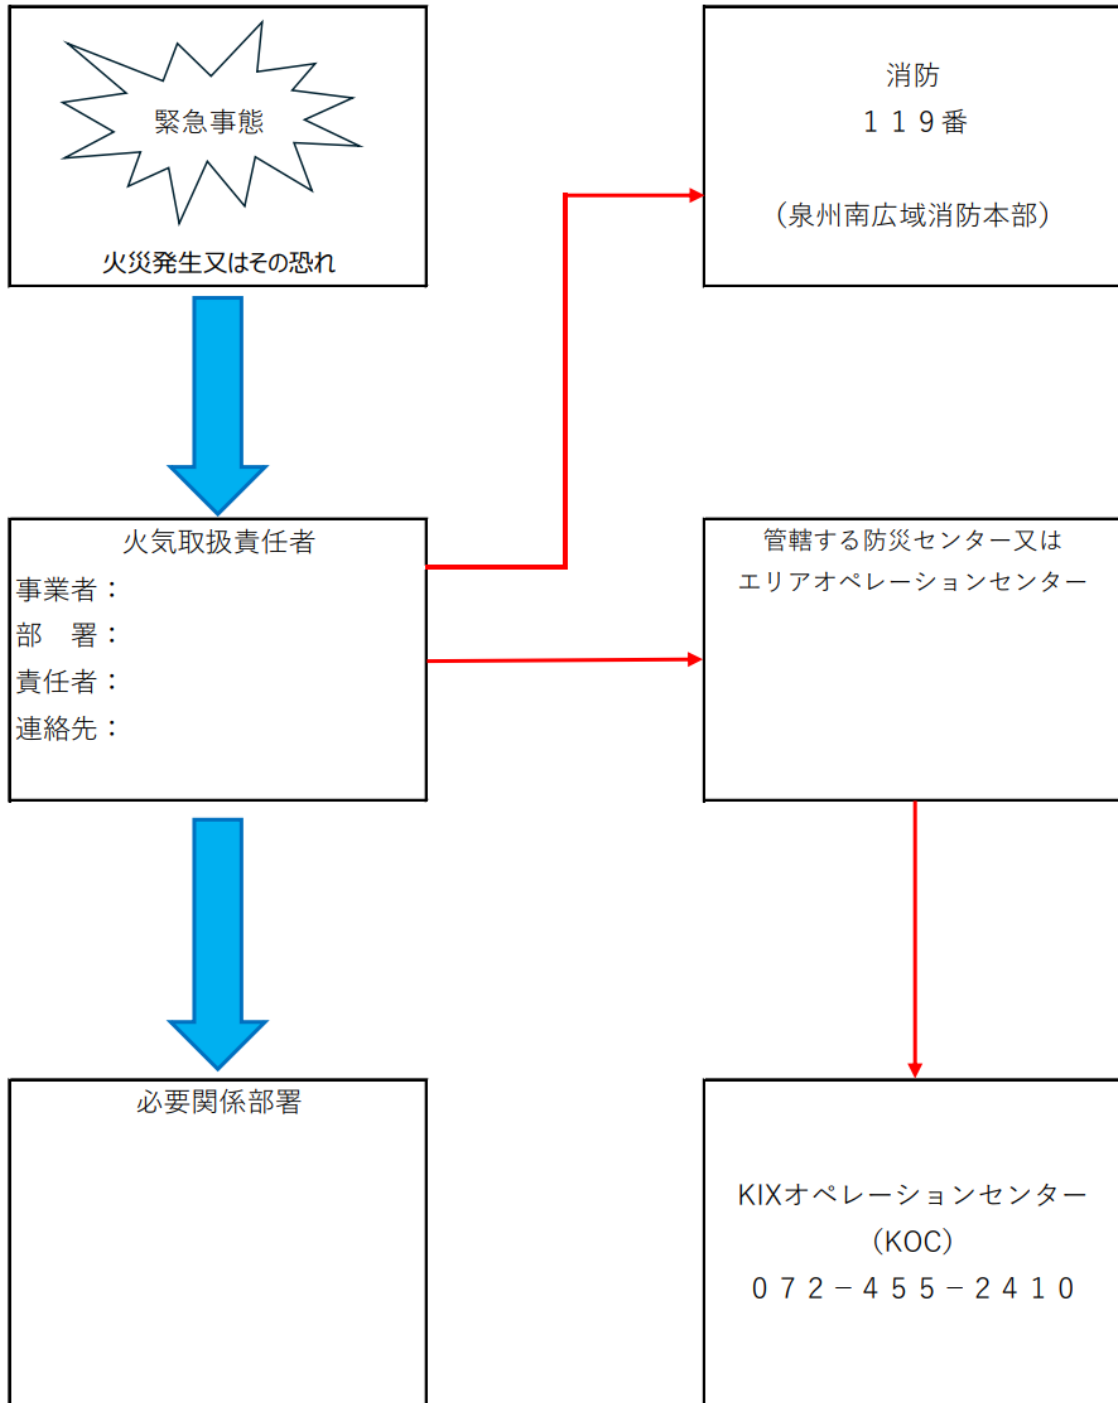 緊急事態
火災発生又はその恐れ
消防
１１９番
（泉州南広域消防本部）
火気取扱責任者
事業者：
部　署：
責任者：
連絡先：
管轄する防災センター又は
エリアオペレーションセンター
必要関係部署
KIXオペレーションセンター
（KOC）
０７２－４５５－２４１０